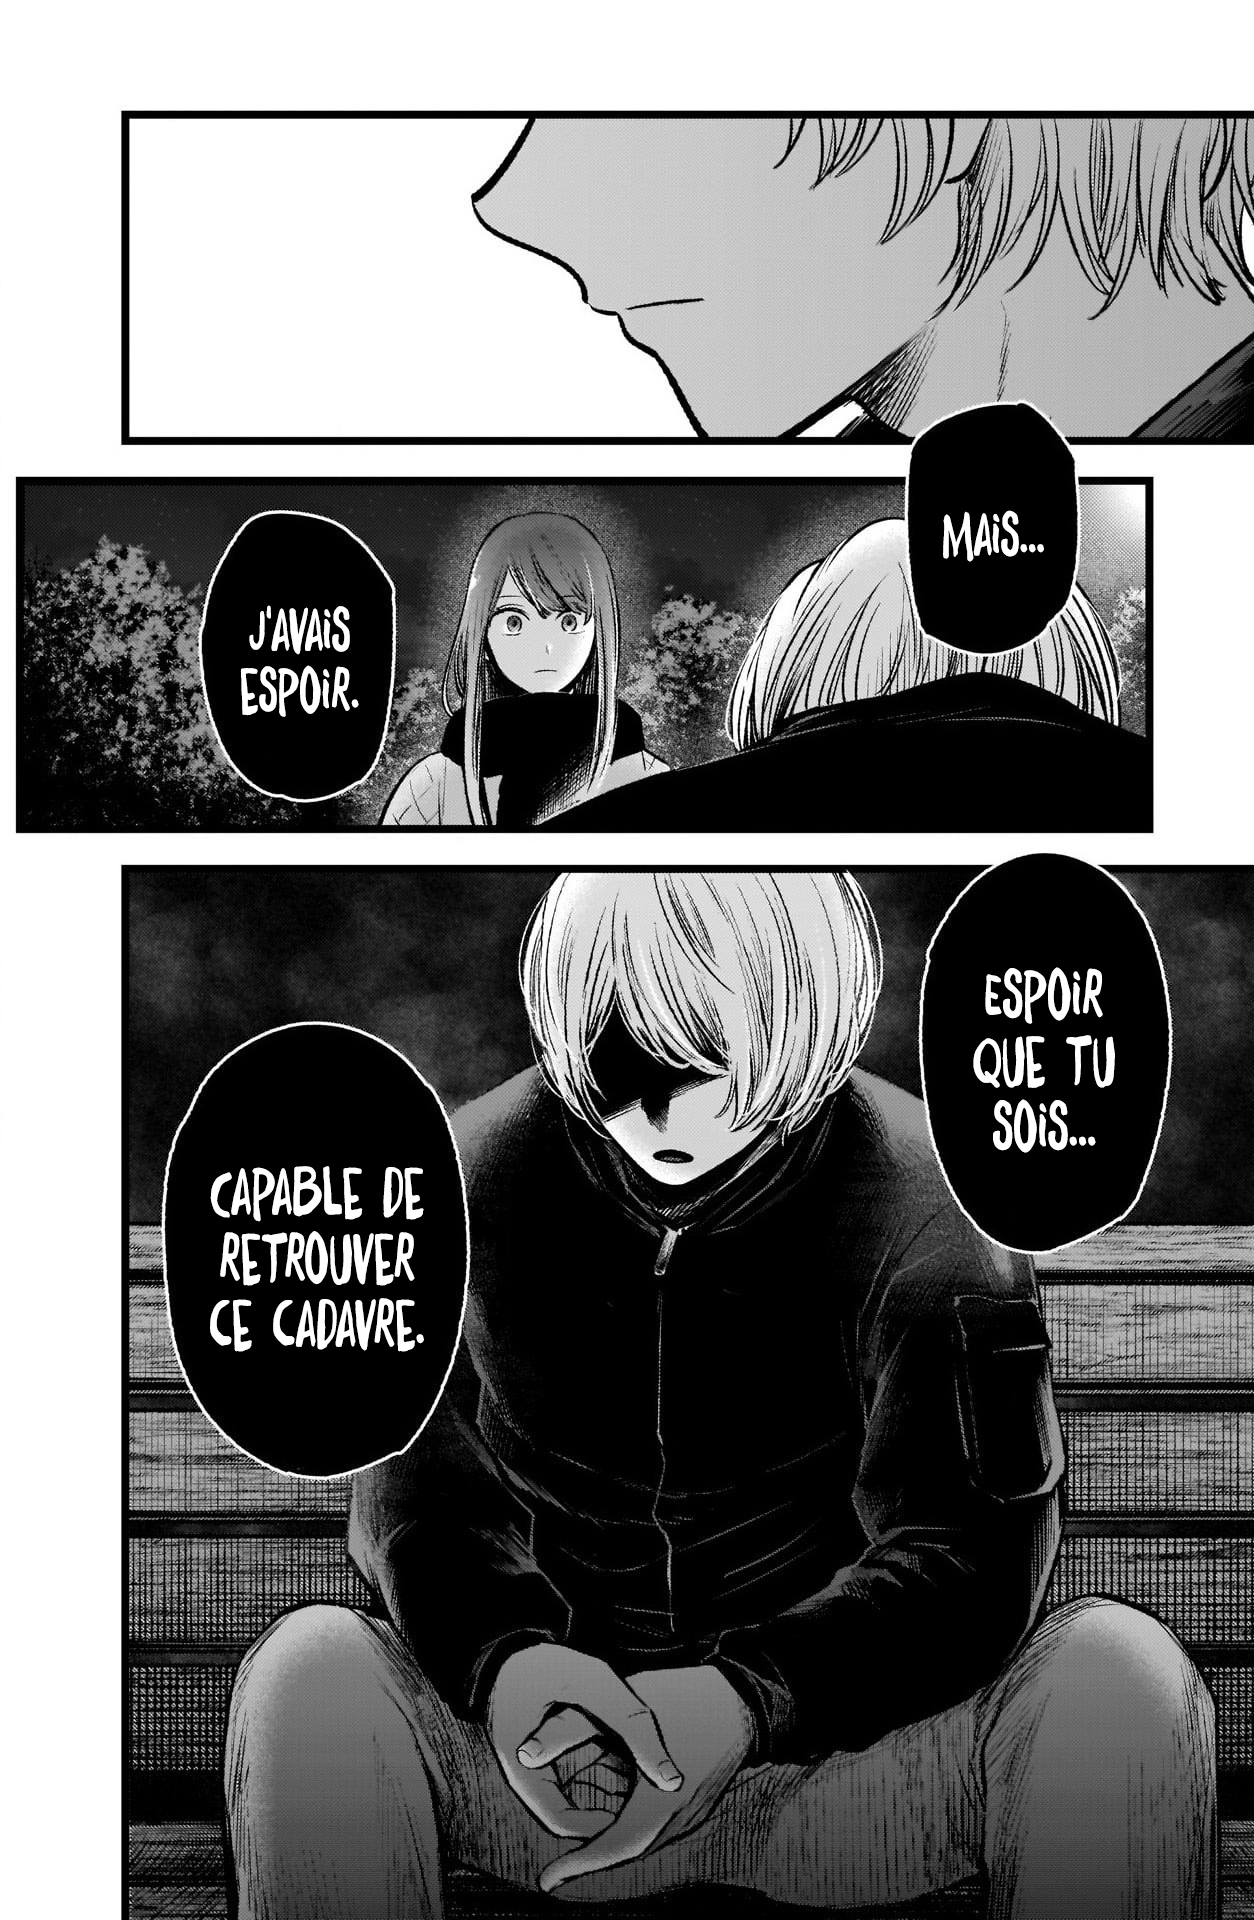 MAIS...
J'AVAIS
ESPOIR.
ESPOIR
QUE TU
SOIS...
CAPABLE DE
RETROUVER
CE CADAVRE.